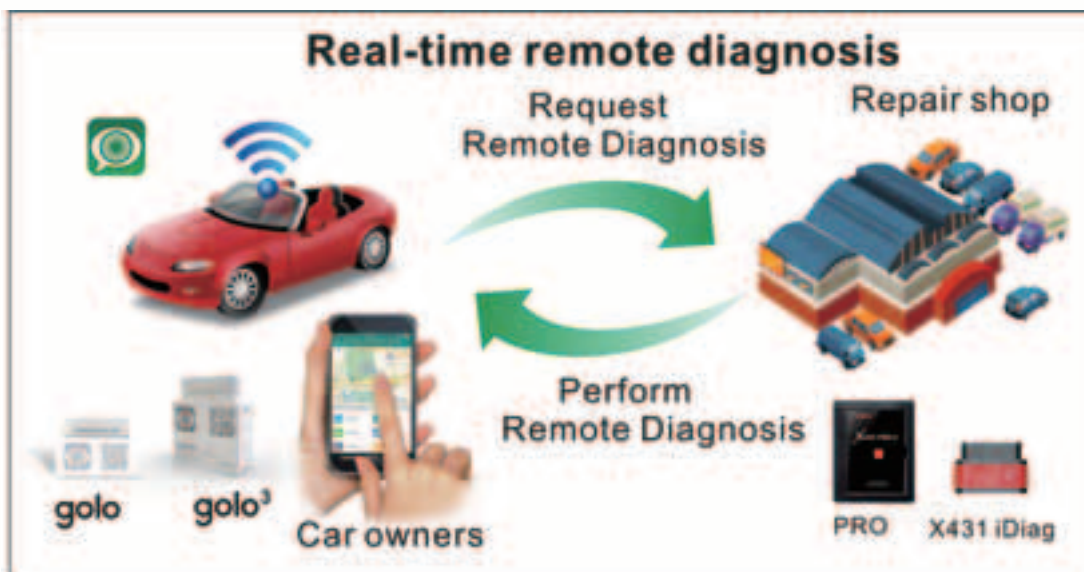 Real-time remote diagnosis
Request
Remote Diagnosis
Repair shop
Perform
Remote Diagnosis
golo
golo³
Car owners
PRO
X431 iDiag